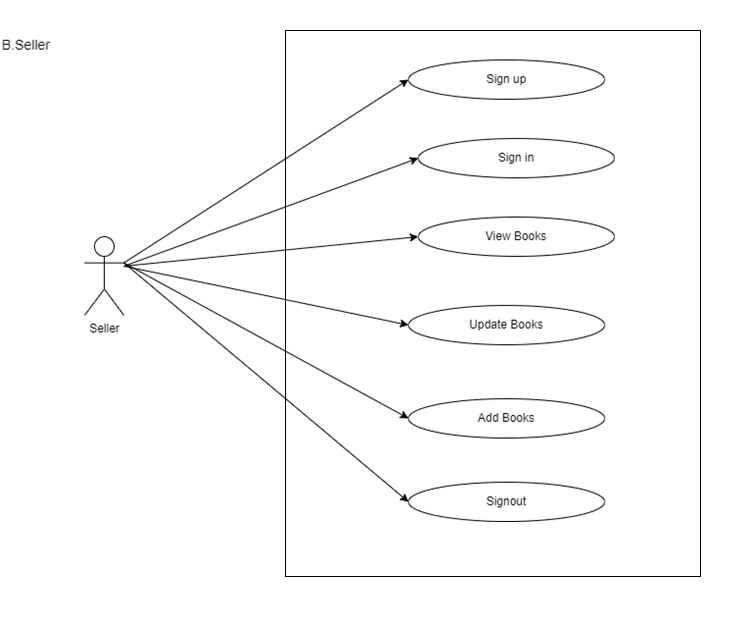 B.Seller
Sign up
Sign in
View Books
Seller
Update Books
Add Books
Signout